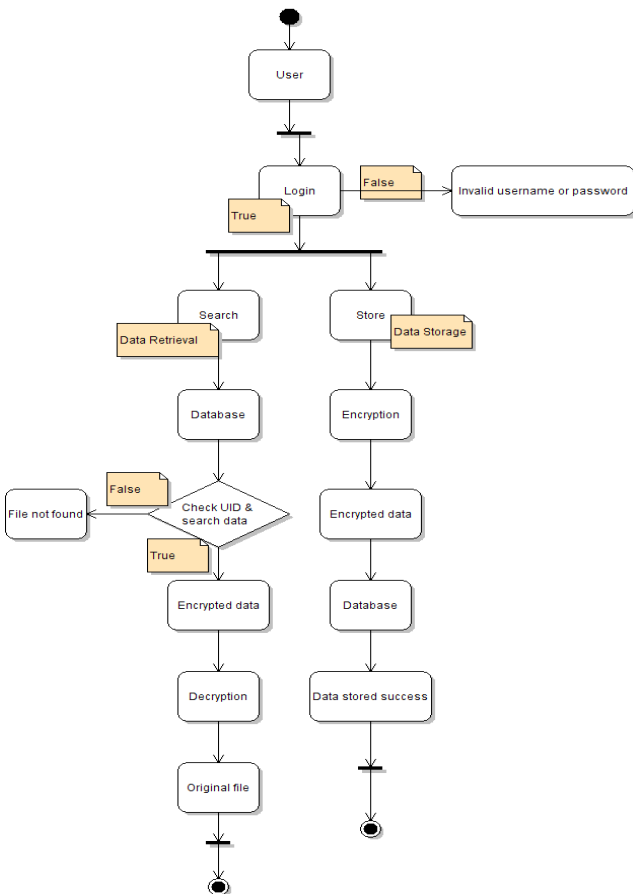 User
Login
False
Invalid username or password
True
Search
Store
Data Retrieval
Data Storage
Database
Encryption
False
File not found
Check UID &
search data
Encrypted data
True
Encrypted data
Database
Decryption
Data stored success
Original file